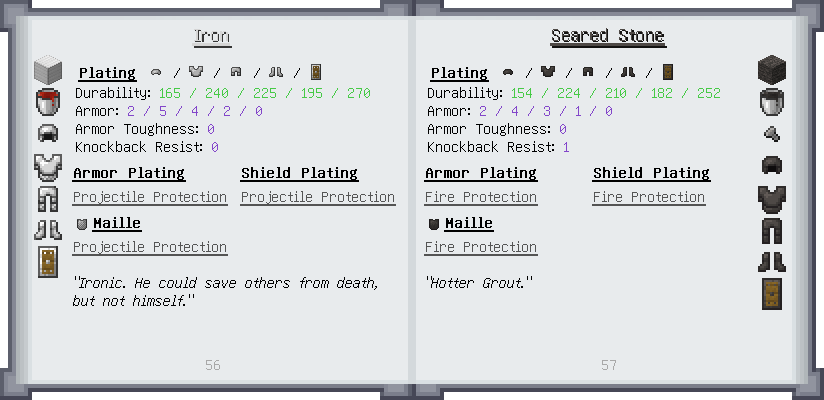 Iron
Plating / / / /
Durability: 165 / 240 / 225 / 195 / 270
Armor: 2 / 5 / 4 / 2 / 0
Armor Toughness: 0
Knockback Resist: 0
Armor Plating Shield Plating
Projectile Protection Projectile Protection
Maille
Projectile Protection
"Ironic. He could save others from death,
but not himself."
56
Seared Stone
Plating / / / /
Durability: 154 / 224 / 210 / 182 / 252
Armor: 2 / 4 / 3 / 1 / 0
Armor Toughness: 0
Knockback Resist: 1
Armor Plating Shield Plating
Fire Protection Fire Protection
Maille
Fire Protection
"Hotter Grout."
57